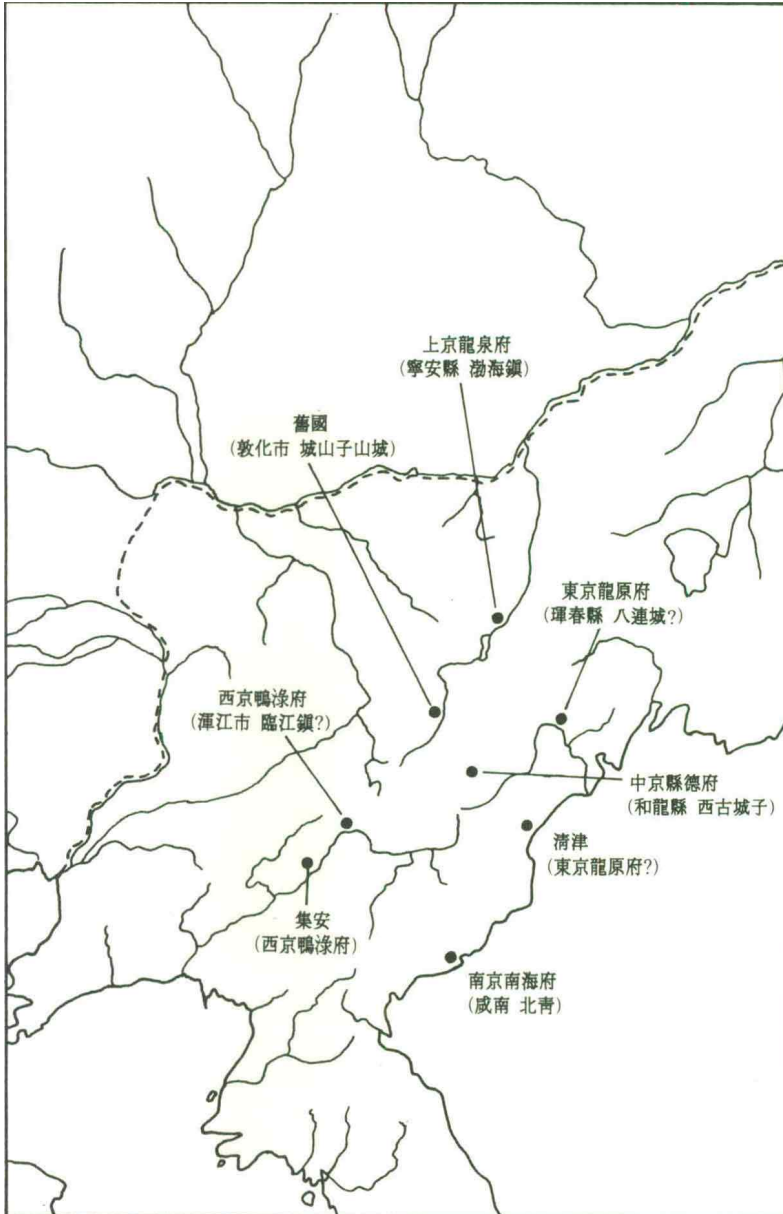 上京龍泉府
(寧安縣 渤海鎭)
舊國
(敦化市 城山子山城)
東京龍原府
(琿春縣 八連城?)
西京鴨淥府
(渾江市 臨江鎭?)
中京縣德府
(和龍縣 西古城子)
淸津
(東京龍原府?)
集安
(西京鴨淥府)
南京南海府
(咸南 北靑)